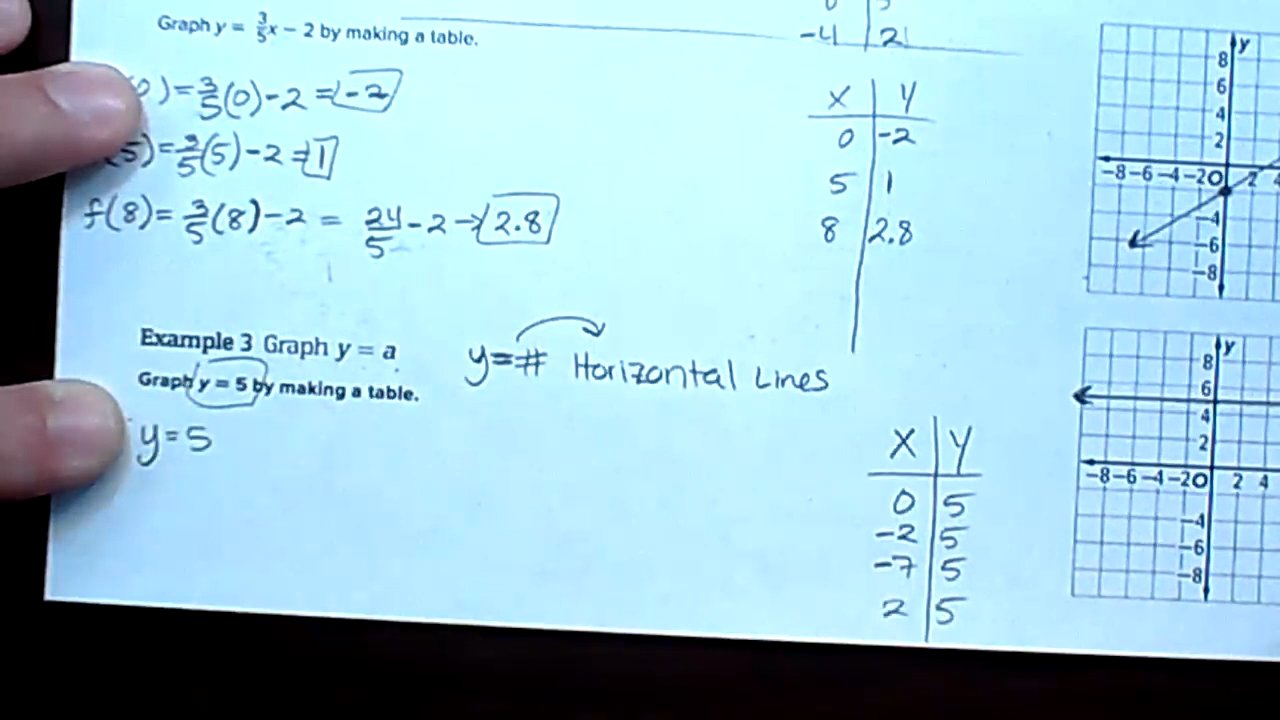 -4 | 21
Graph y = 3/5x − 2 by making a table.
0) = 3/5(0) - 2 = -2
(5) = 3/5(5) - 2 = 1
f(8) = 3/5(8) - 2 = 24/5 - 2 → 2.8
X | Y
0 | -2
5 | 1
8 | 2.8
y
8
6
4
2
−8 −6 −4 −2 O 2 4
−4
−6
−8
Example 3 Graph y = a
y = # Horizontal Lines
Graph y = 5 by making a table.
y = 5
X | Y
0 | 5
-2 | 5
-7 | 5
2 | 5
y
8
6
4
2
−8 −6 −4 −2 O 2 4
−4
−6
−8